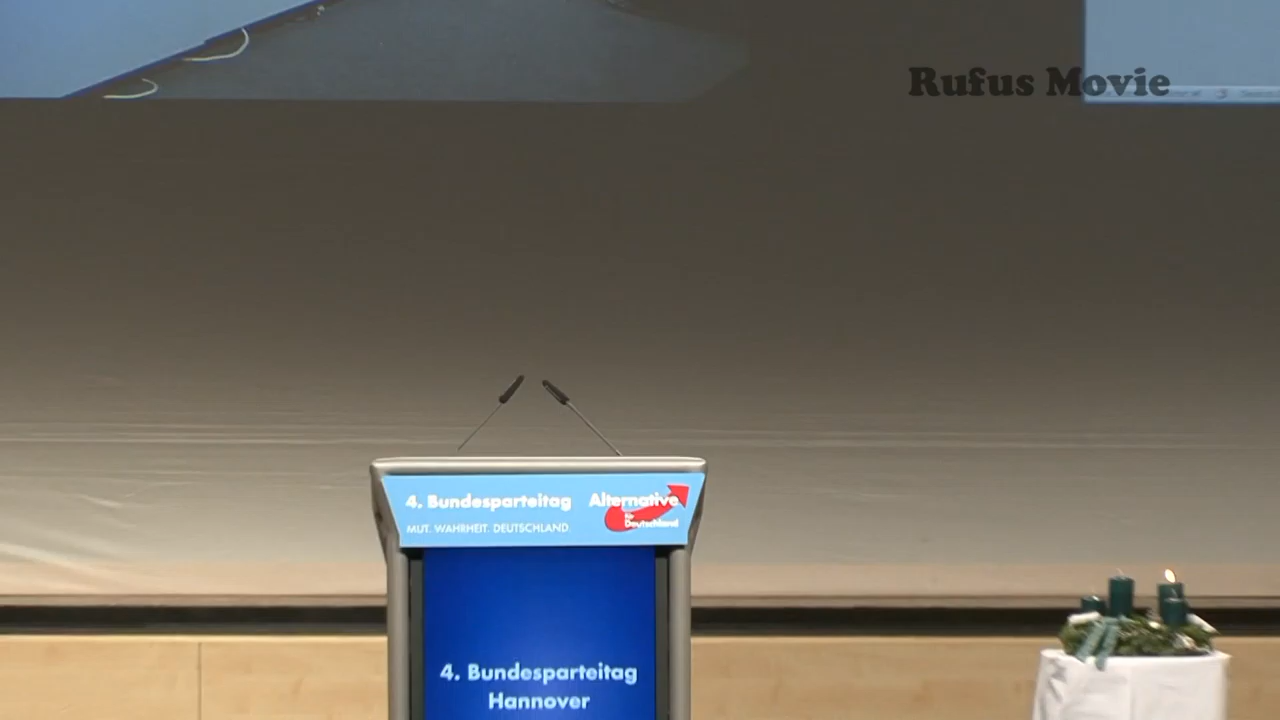 Rufus Movie
4. Bundesparteitag
MUT. WAHRHEIT. DEUTSCHLAND
Alternative
für
Deutschland
4. Bundesparteitag
Hannover